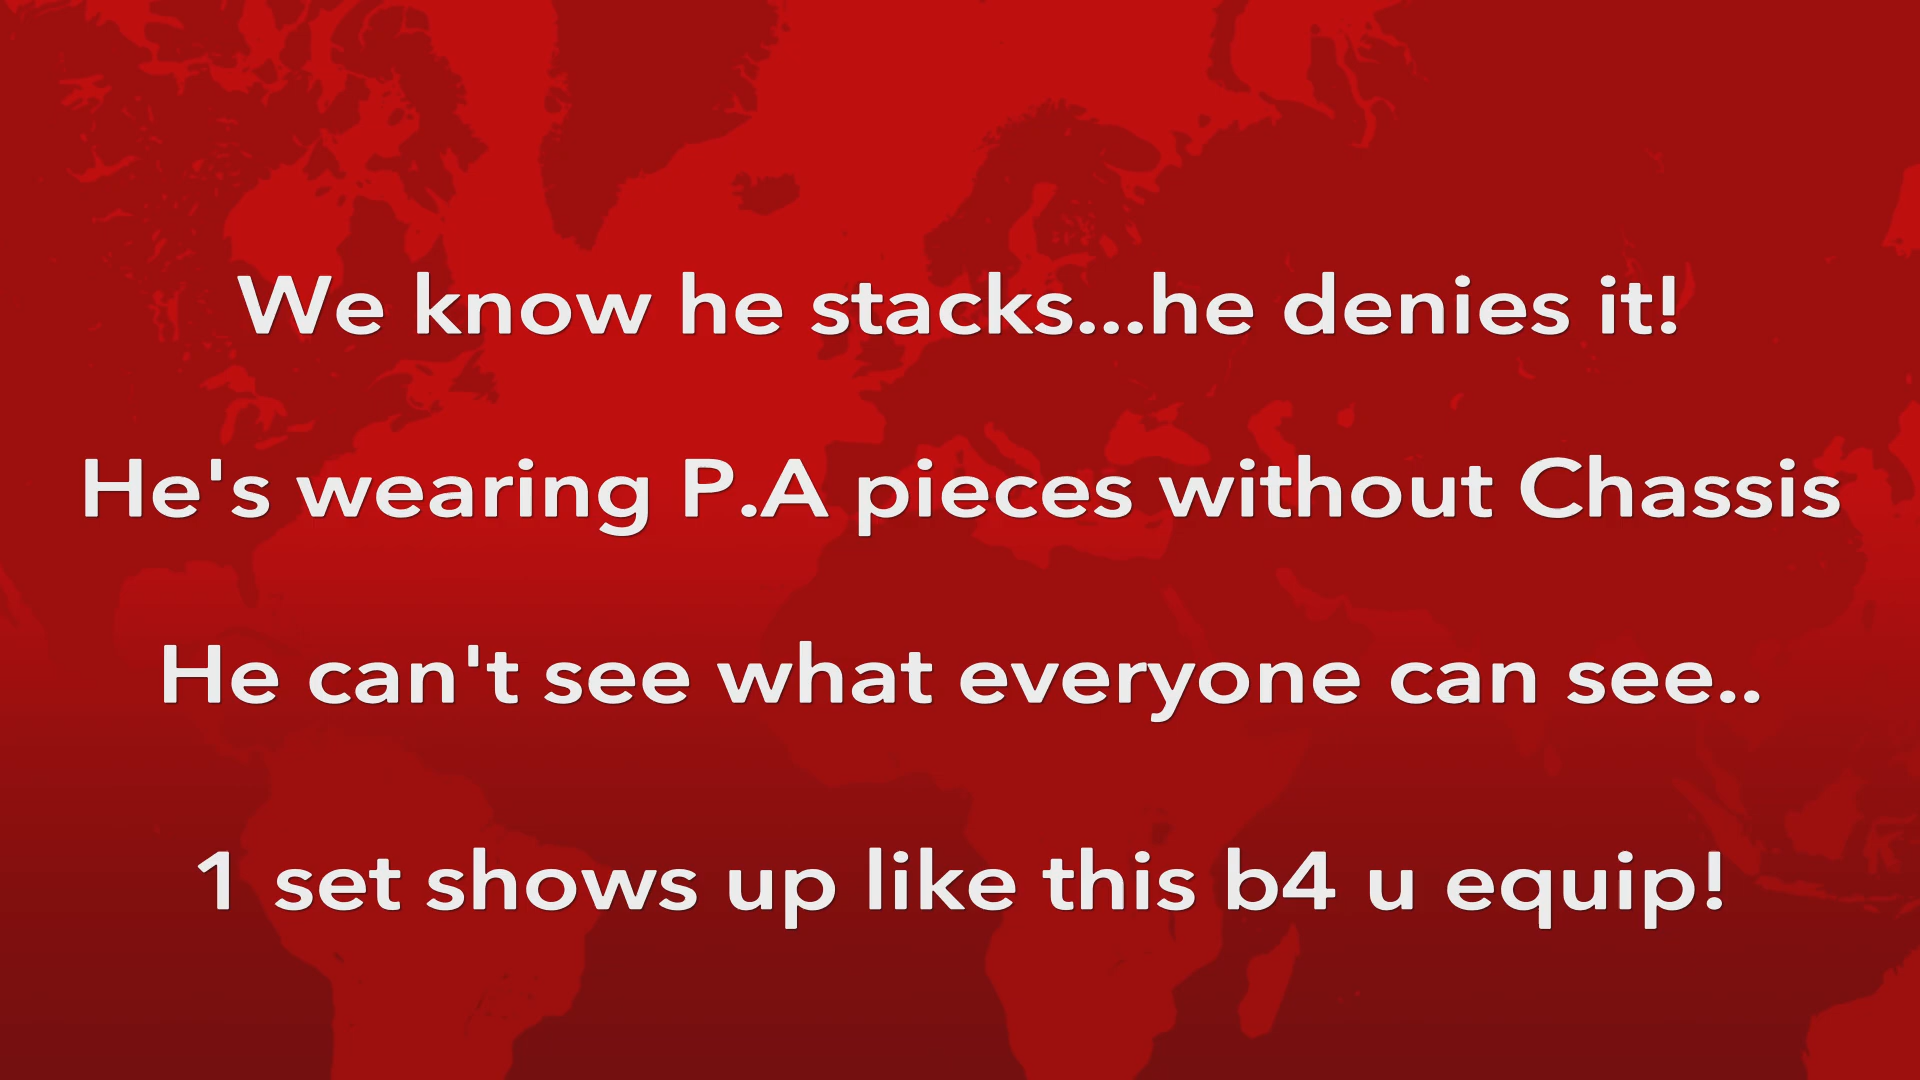 We know he stacks...he denies it!
He's wearing P.A pieces without Chassis
He can't see what everyone can see..
1 set shows up like this b4 u equip!